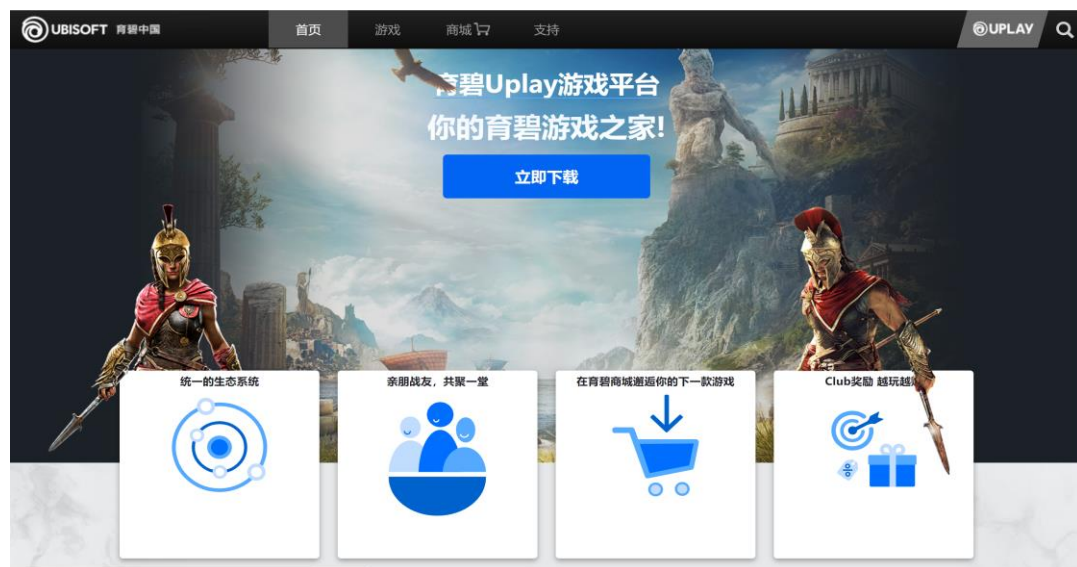 UBISOFT 育碧中国
首页
游戏
商城
支持
UPLAY
育碧Uplay游戏平台
你的育碧游戏之家!
立即下载
统一的生态系统
亲朋战友，共聚一堂
在育碧商城邂逅你的下一款游戏
Club奖励 越玩越